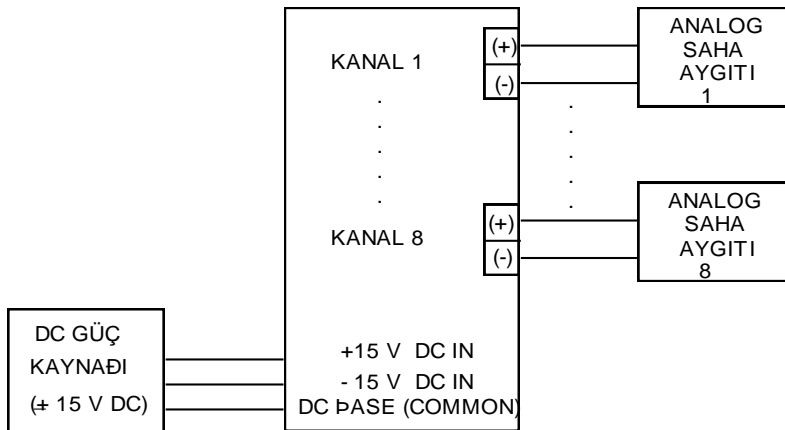 KANAL 1
(+)
(-)
ANALOG
SAHA
AYGITI
1
KANAL 8
(+)
(-)
ANALOG
SAHA
AYGITI
8
DC GÜÇ
KAYNAÐI
(± 15 V DC)
+15 V DC IN
- 15 V DC IN
DC ÞASE (COMMON)